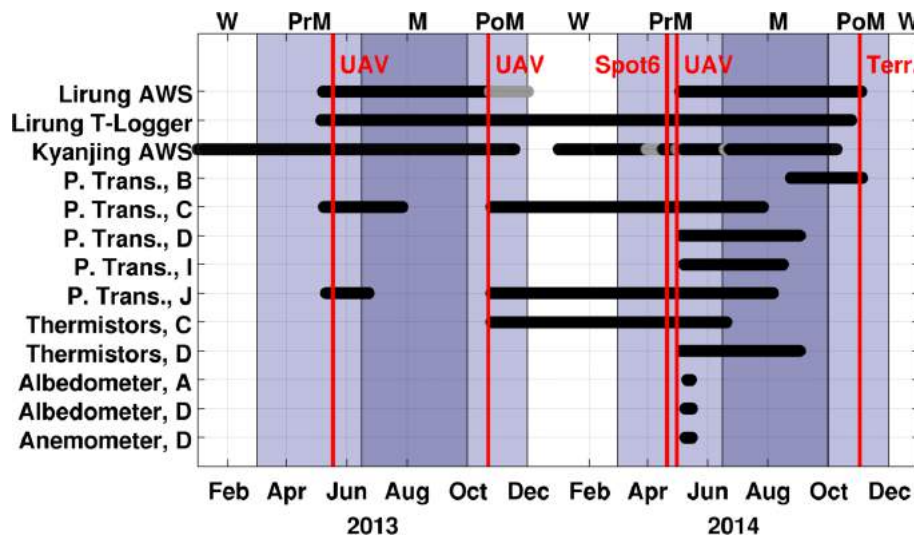 W PrM M PoM W PrM M PoM W
UAV UAV Spot6 UAV Terr.
Lirung AWS
Lirung T-Logger
Kyanjing AWS
P. Trans., B
P. Trans., C
P. Trans., D
P. Trans., I
P. Trans., J
Thermistors, C
Thermistors, D
Albedometer, A
Albedometer, D
Anemometer, D
Feb Apr Jun Aug Oct Dec Feb Apr Jun Aug Oct Dec
2013 2014